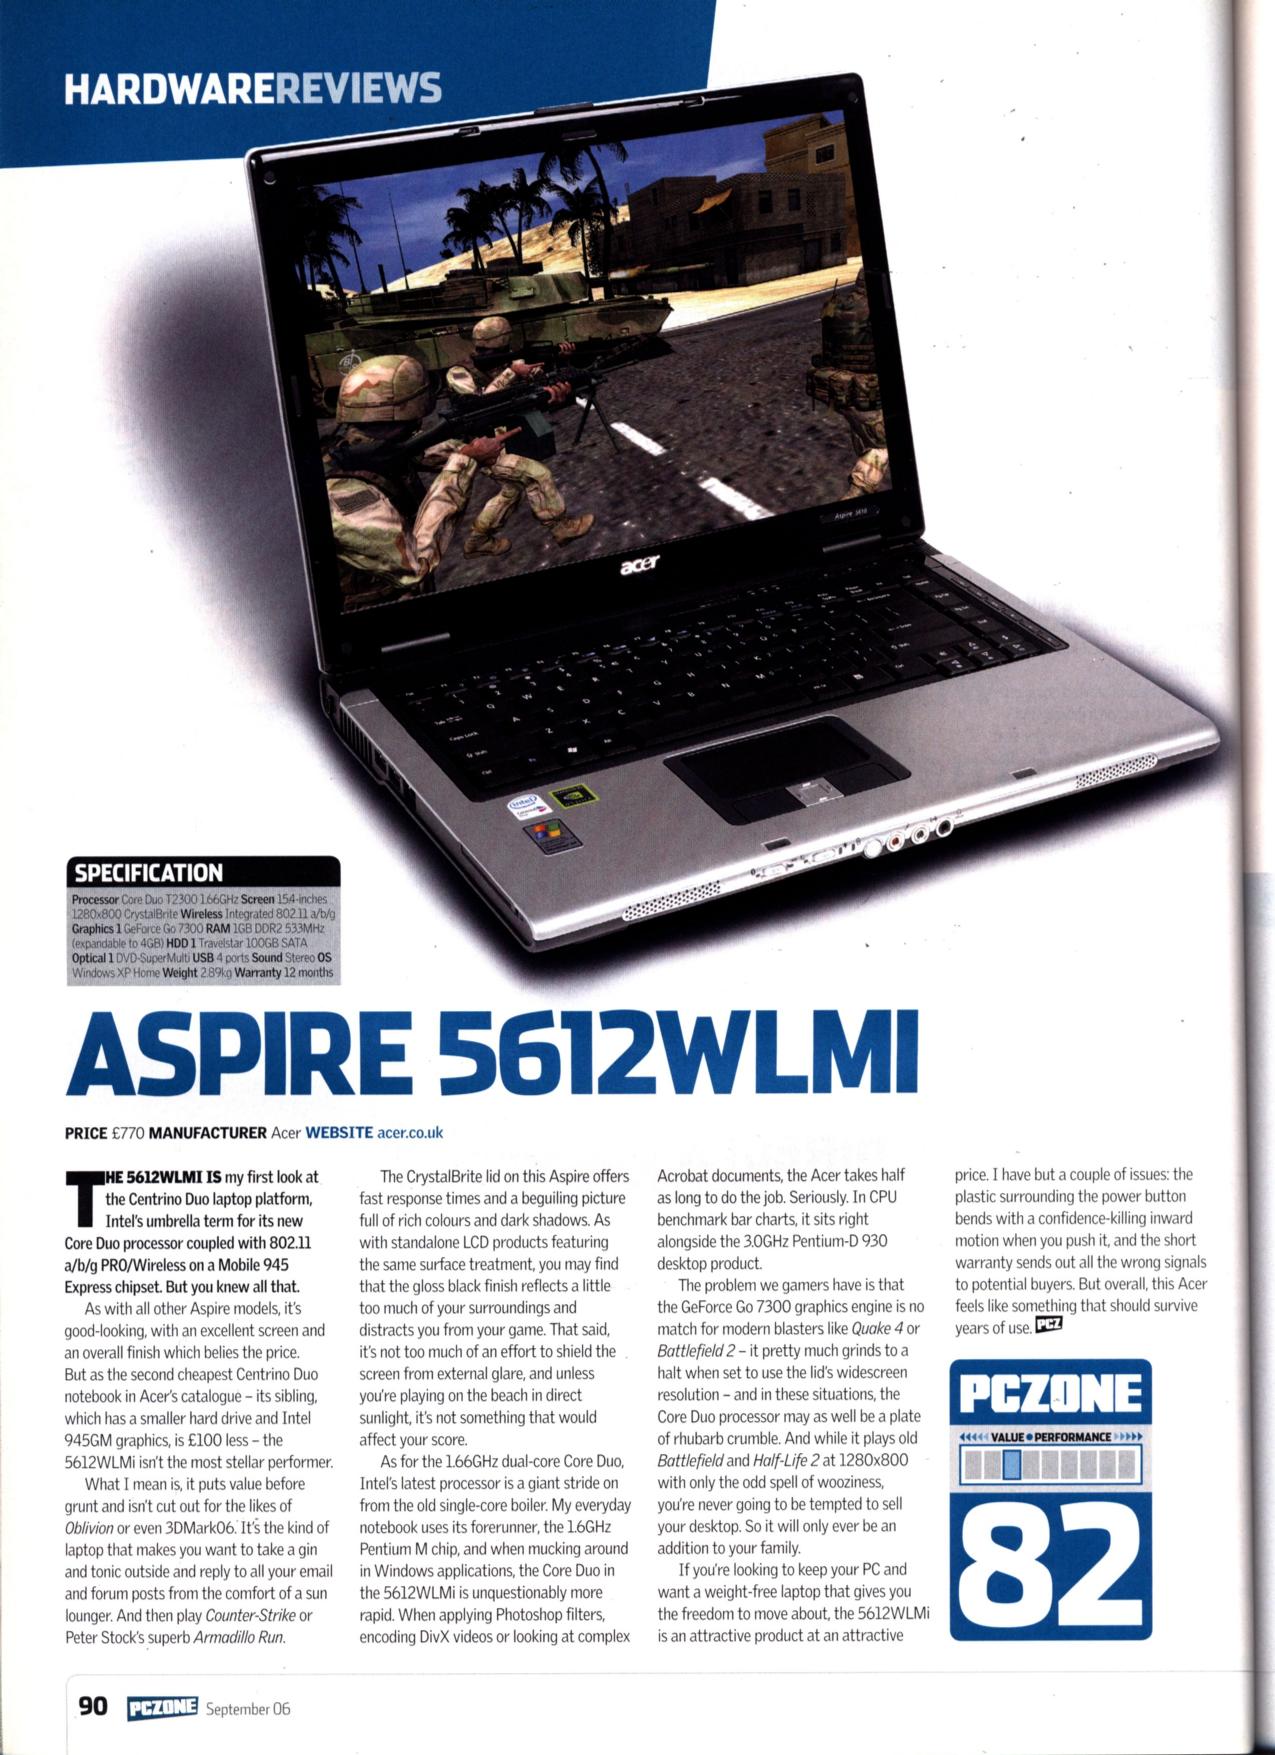 HARDWAREREVIEWS
Aspire 5610
acer
intel
SPECIFICATION
Processor Core Duo T2300 1.66GHz Screen 15.4-inches
1280x800 CrystalBrite Wireless Integrated 802.11 a/b/g
Graphics 1 GeForce Go 7300 RAM 1GB DDR2 533MHz
(expandable to 4GB) HDD 1 Travelstar 100GB SATA
Optical 1 DVD-SuperMulti USB 4 ports Sound Stereo OS
Windows XP Home Weight 2.89kg Warranty 12 months
ASPIRE 5612WLMI
PRICE £770 MANUFACTURER Acer WEBSITE acer.co.uk
THE 5612WLMI IS my first look at
the Centrino Duo laptop platform,
Intel's umbrella term for its new
Core Duo processor coupled with 802.11
a/b/g PRO/Wireless on a Mobile 945
Express chipset. But you knew all that.
As with all other Aspire models, it's
good-looking, with an excellent screen and
an overall finish which belies the price.
But as the second cheapest Centrino Duo
notebook in Acer's catalogue – its sibling,
which has a smaller hard drive and Intel
945GM graphics, is £100 less – the
5612WLMi isn't the most stellar performer.
What I mean is, it puts value before
grunt and isn't cut out for the likes of
Oblivion or even 3DMark06. It's the kind of
laptop that makes you want to take a gin
and tonic outside and reply to all your email
and forum posts from the comfort of a sun
lounger. And then play Counter-Strike or
Peter Stock's superb Armadillo Run.
The CrystalBrite lid on this Aspire offers
fast response times and a beguiling picture
full of rich colours and dark shadows. As
with standalone LCD products featuring
the same surface treatment, you may find
that the gloss black finish reflects a little
too much of your surroundings and
distracts you from your game. That said,
it's not too much of an effort to shield the
screen from external glare, and unless
you're playing on the beach in direct
sunlight, it's not something that would
affect your score.
As for the 1.66GHz dual-core Core Duo,
Intel's latest processor is a giant stride on
from the old single-core boiler. My everyday
notebook uses its forerunner, the 1.6GHz
Pentium M chip, and when mucking around
in Windows applications, the Core Duo in
the 5612WLMi is unquestionably more
rapid. When applying Photoshop filters,
encoding DivX videos or looking at complex
Acrobat documents, the Acer takes half
as long to do the job. Seriously. In CPU
benchmark bar charts, it sits right
alongside the 3.0GHz Pentium-D 930
desktop product.
The problem we gamers have is that
the GeForce Go 7300 graphics engine is no
match for modern blasters like Quake 4 or
Battlefield 2 – it pretty much grinds to a
halt when set to use the lid's widescreen
resolution – and in these situations, the
Core Duo processor may as well be a plate
of rhubarb crumble. And while it plays old
Battlefield and Half-Life 2 at 1280x800
with only the odd spell of wooziness,
you're never going to be tempted to sell
your desktop. So it will only ever be an
addition to your family.
If you're looking to keep your PC and
want a weight-free laptop that gives you
the freedom to move about, the 5612WLMi
is an attractive product at an attractive
price. I have but a couple of issues: the
plastic surrounding the power button
bends with a confidence-killing inward
motion when you push it, and the short
warranty sends out all the wrong signals
to potential buyers. But overall, this Acer
feels like something that should survive
years of use. PCZ
PCZONE
VALUE • PERFORMANCE
82
90 PCZONE September 06